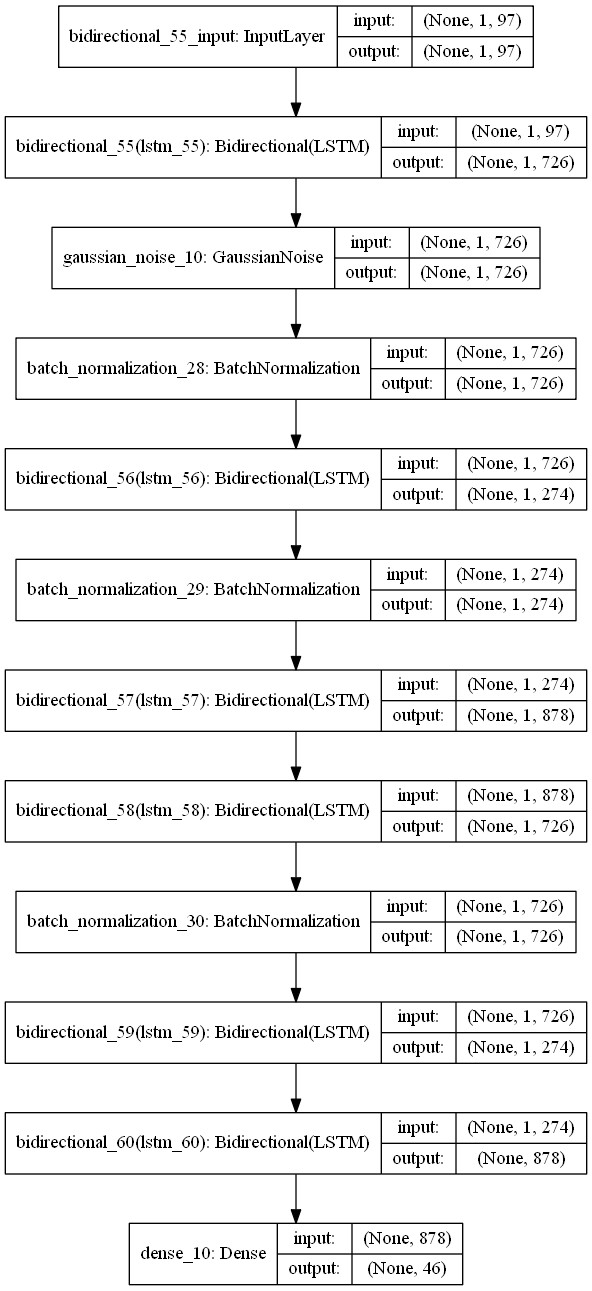 bidirectional_55_input: InputLayer
input: (None, 1, 97)
output: (None, 1, 97)
bidirectional_55(lstm_55): Bidirectional(LSTM)
input: (None, 1, 97)
output: (None, 1, 726)
gaussian_noise_10: GaussianNoise
input: (None, 1, 726)
output: (None, 1, 726)
batch_normalization_28: BatchNormalization
input: (None, 1, 726)
output: (None, 1, 726)
bidirectional_56(lstm_56): Bidirectional(LSTM)
input: (None, 1, 726)
output: (None, 1, 274)
batch_normalization_29: BatchNormalization
input: (None, 1, 274)
output: (None, 1, 274)
bidirectional_57(lstm_57): Bidirectional(LSTM)
input: (None, 1, 274)
output: (None, 1, 878)
bidirectional_58(lstm_58): Bidirectional(LSTM)
input: (None, 1, 878)
output: (None, 1, 726)
batch_normalization_30: BatchNormalization
input: (None, 1, 726)
output: (None, 1, 726)
bidirectional_59(lstm_59): Bidirectional(LSTM)
input: (None, 1, 726)
output: (None, 1, 274)
bidirectional_60(lstm_60): Bidirectional(LSTM)
input: (None, 1, 274)
output: (None, 878)
dense_10: Dense
input: (None, 878)
output: (None, 46)